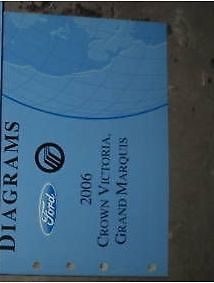 DIAGRAMS
Ford
2006
CROWN VICTORIA,
GRAND MARQUIS